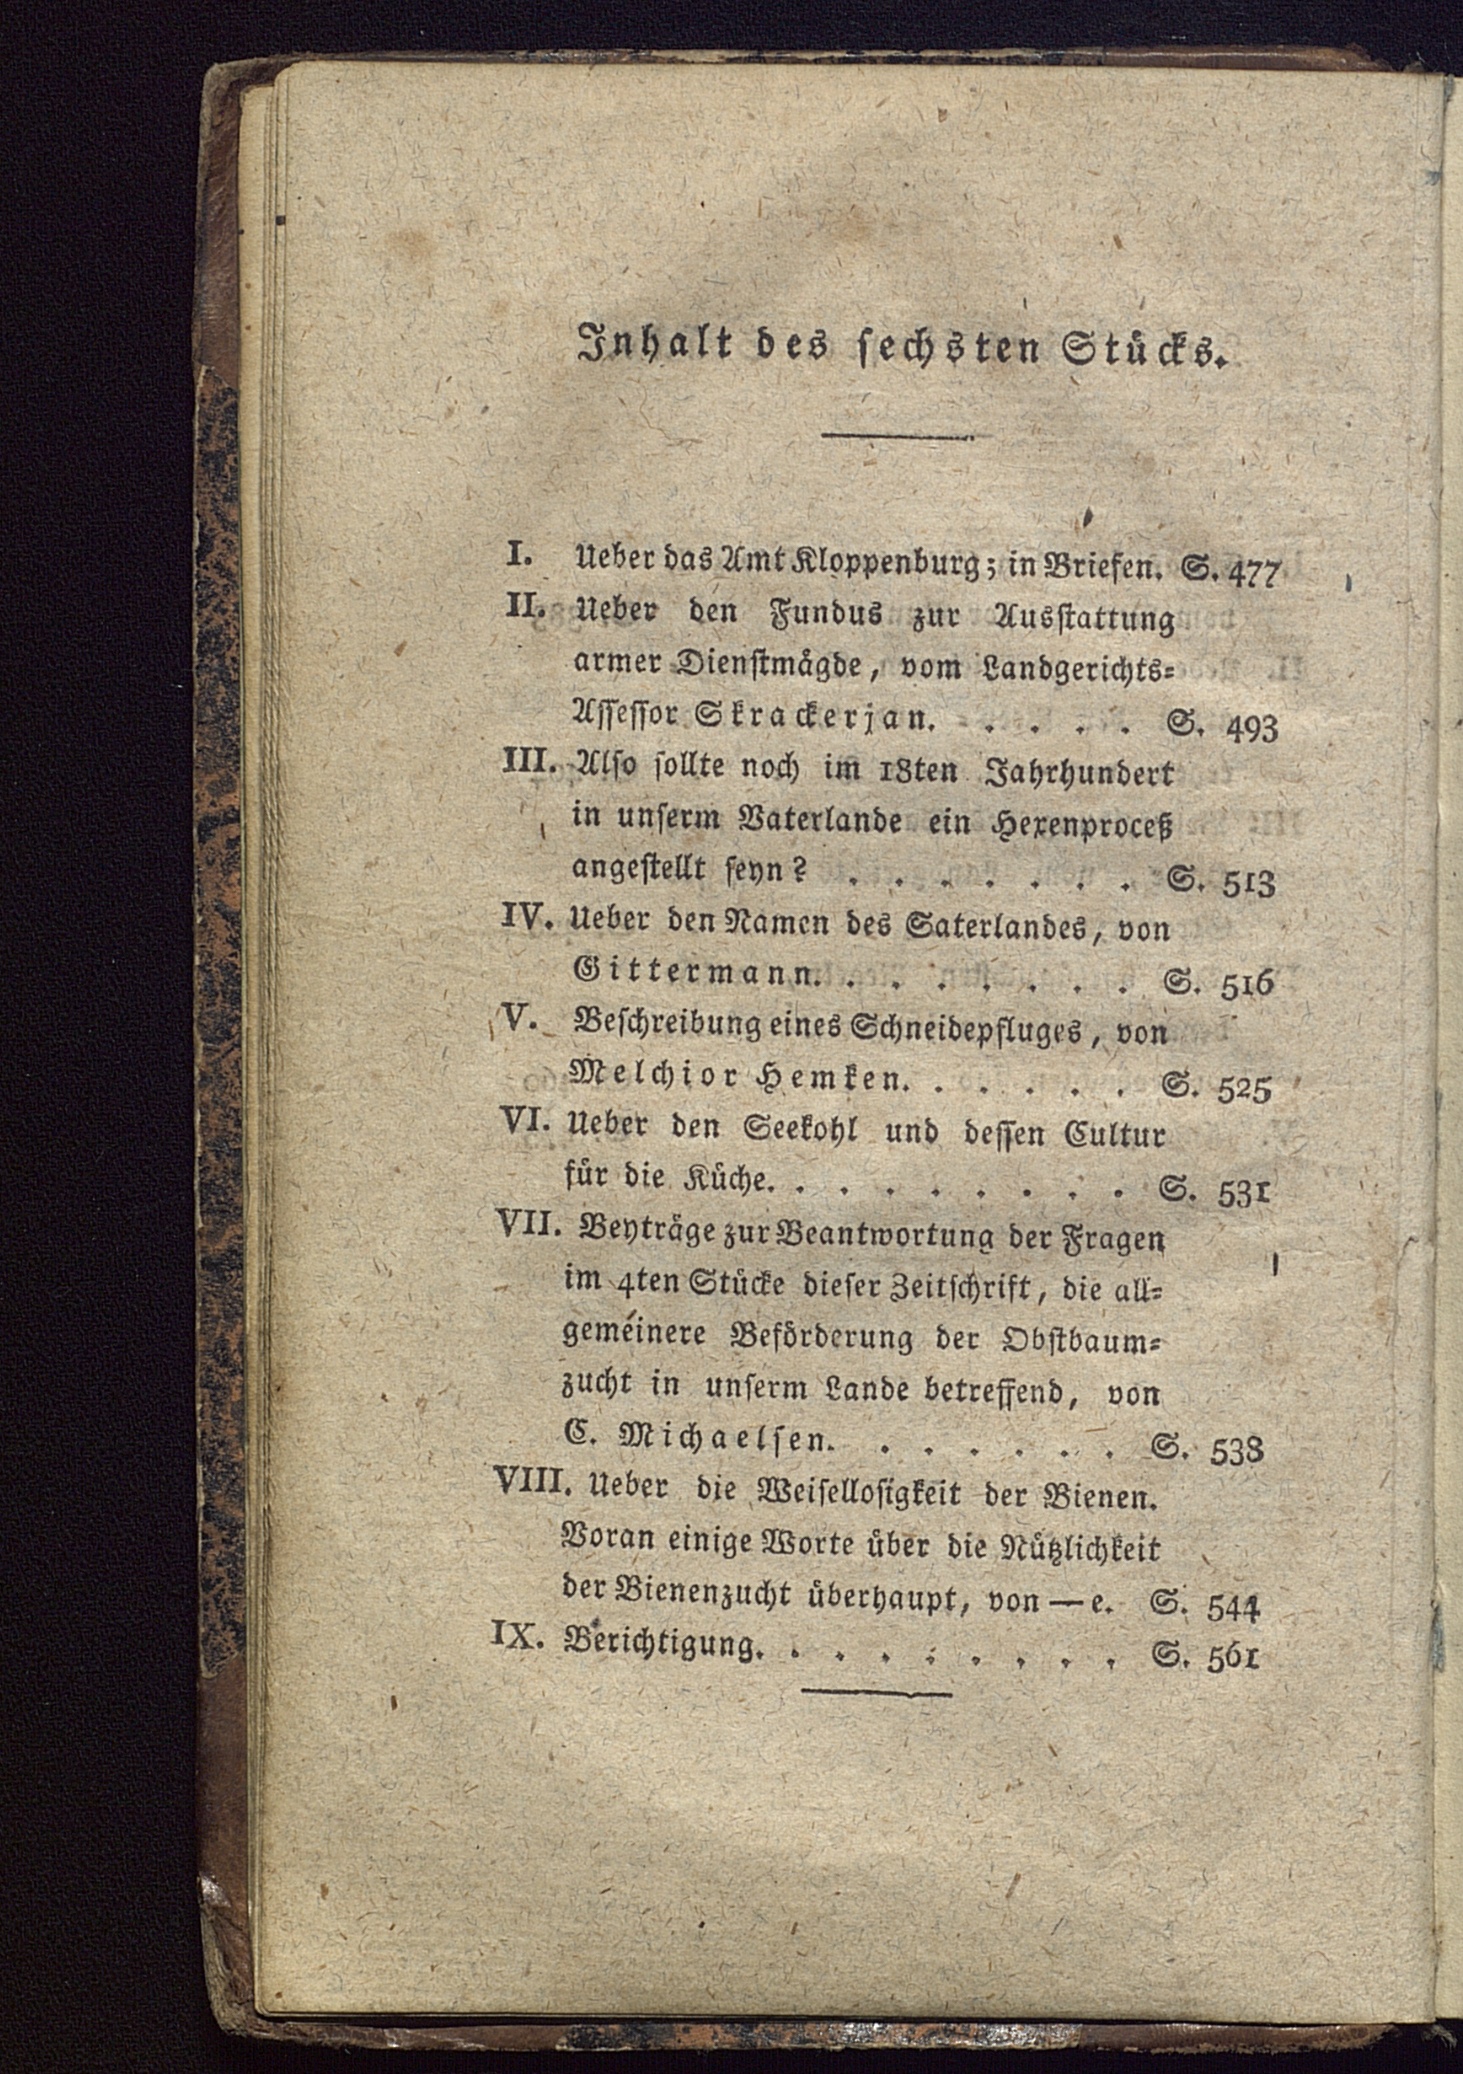 Inhalt des sechsten Stücks.
I. Ueber das Amt Kloppenburg; in Briefen. S. 477
II. Ueber den Fundus zur Ausstattung
armer Dienstmägde, vom Landgerichts-
Assessor Skrackerjan. . . . . S. 493
III. Also sollte noch im 18ten Jahrhundert
in unserm Vaterlande ein Hexenproceß
angestellt seyn? . . . . . . . S. 513
IV. Ueber den Namen des Saterlandes, von
Gittermann. . . . . . . . S. 516
V. Beschreibung eines Schneidepfluges, von
Melchior Hemken. . . . . . S. 525
VI. Ueber den Seekohl und dessen Cultur
für die Küche. . . . . . . . . S. 531
VII. Beyträge zur Beantwortung der Fragen
im 4ten Stücke dieser Zeitschrift, die all-
gemeinere Beförderung der Obstbaum-
zucht in unserm Lande betreffend, von
C. Michaelsen. . . . . . . S. 538
VIII. Ueber die Weisellosigkeit der Bienen.
Voran einige Worte über die Nützlichkeit
der Bienenzucht überhaupt, von — e. S. 544
IX. Berichtigung. . . . . . . . . S. 561